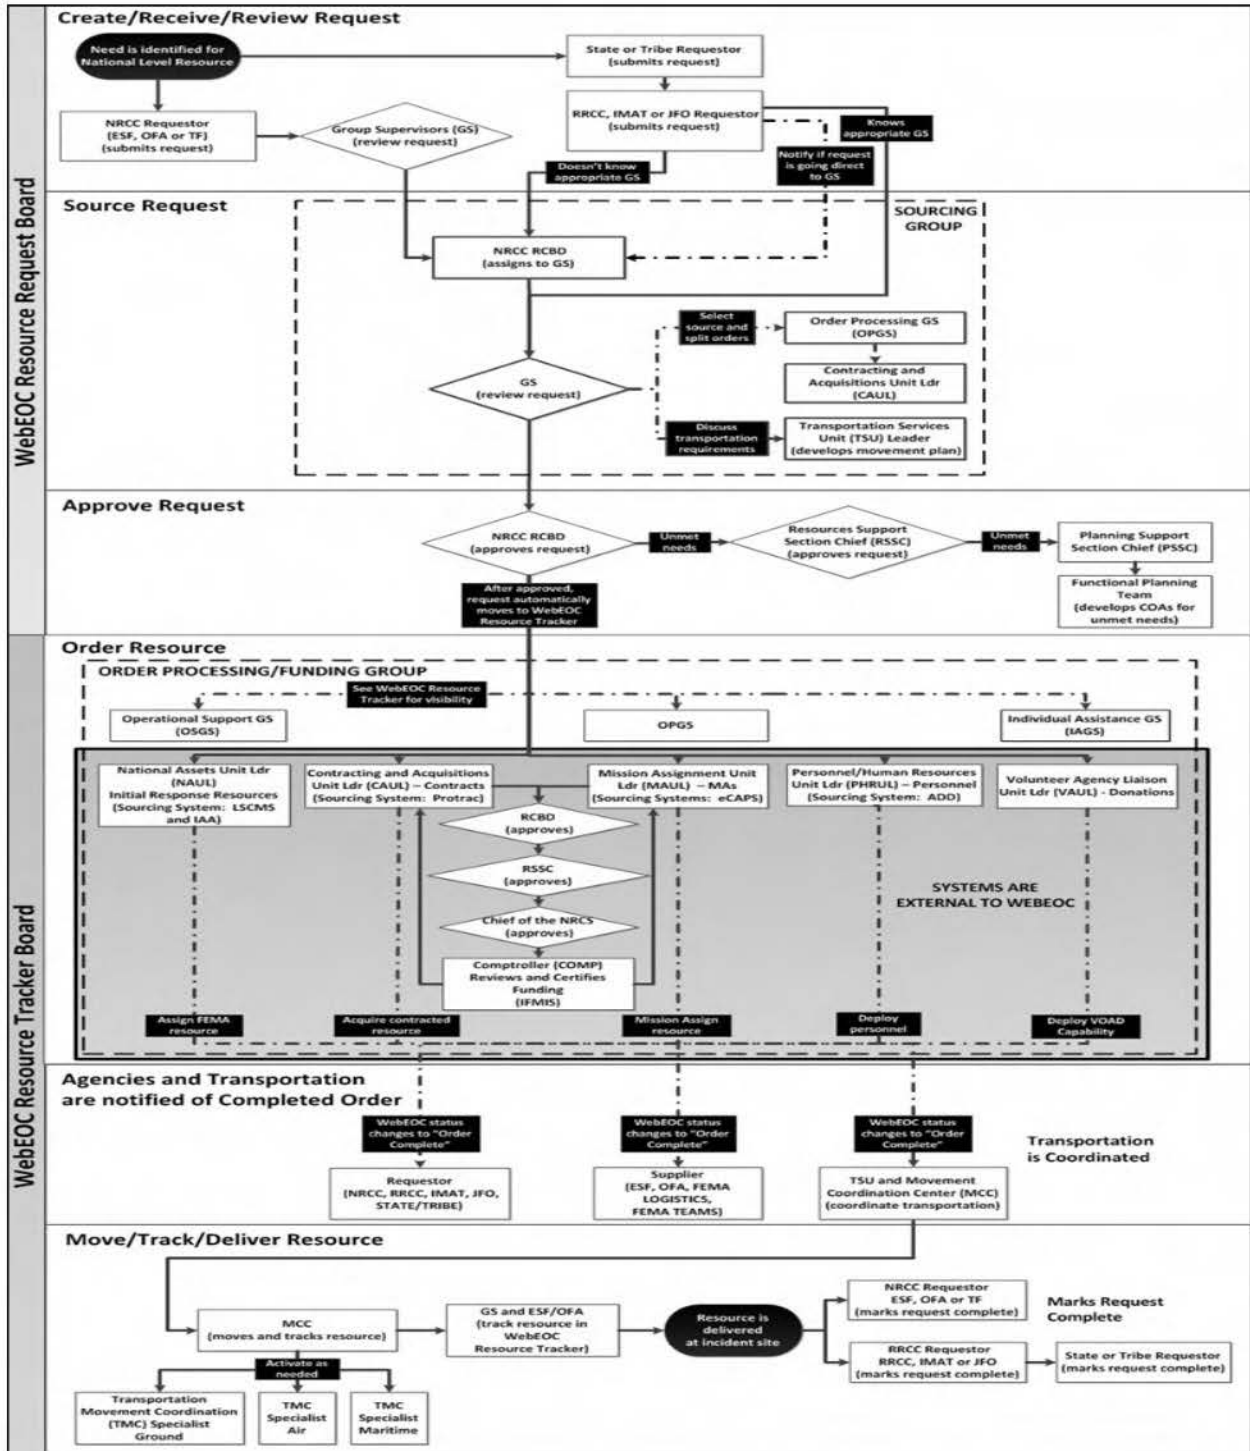 Create/Receive/Review Request
Need is identified for
National Level Resource
State or Tribe Requestor
(submits request)
NRCC Requestor
(ESF, OFA or TF)
(submits request)
Group Supervisors (GS)
(review request)
RRCC, IMAT or JFO Requestor
(submits request)
Knows
appropriate GS
Doesn't know
appropriate GS
Notify if request
is going direct
to GS
WebEOC Resource Request Board
Source Request
SOURCING
GROUP
NRCC RCBD
(assigns to GS)
Select
source and
split orders
Order Processing GS
(OPGS)
GS
(review request)
Contracting and
Acquisitions Unit Ldr
(CAUL)
Discuss
transportation
requirements
Transportation Services
Unit (TSU) Leader
(develops movement plan)
Approve Request
NRCC RCBD
(approves request)
Unmet
needs
Resources Support
Section Chief (RSSC)
(approves request)
Unmet
needs
Planning Support
Section Chief (PSSC)
After approved,
request automatically
moves to WebEOC
Resource Tracker
Functional Planning
Team
(develops COAs for
unmet needs)
WebEOC Resource Tracker Board
Order Resource
ORDER PROCESSING/FUNDING GROUP
See WebEOC Resource
Tracker for visibility
Operational Support GS
(OSGS)
OPGS
Individual Assistance GS
(IAGS)
National Assets Unit Ldr
(NAUL)
Initial Response Resources
(Sourcing System: LSCMS
and IAA)
Contracting and Acquisitions
Unit Ldr (CAUL) – Contracts
(Sourcing System: Protrac)
Mission Assignment Unit
Ldr (MAUL) – MAs
(Sourcing Systems: eCAPS)
Personnel/Human Resources
Unit Ldr (PHRUL) – Personnel
(Sourcing System: ADD)
Volunteer Agency Liaison
Unit Ldr (VAUL) - Donations
RCBD
(approves)
RSSC
(approves)
Chief of the NRCS
(approves)
SYSTEMS ARE
EXTERNAL TO WEBEOC
Comptroller (COMP)
Reviews and Certifies
Funding
(IFMIS)
Assign FEMA
resource
Acquire contracted
resource
Mission Assign
resource
Deploy
personnel
Deploy VOAD
Capability
Agencies and Transportation
are notified of Completed Order
WebEOC status
changes to "Order
Complete"
WebEOC status
changes to "Order
Complete"
WebEOC status
changes to "Order
Complete"
Transportation
is Coordinated
Requestor
(NRCC, RRCC, IMAT, JFO,
STATE/TRIBE)
Supplier
(ESF, OFA, FEMA
LOGISTICS,
FEMA TEAMS)
TSU and Movement
Coordination Center (MCC)
(coordinate transportation)
Move/Track/Deliver Resource
MCC
(moves and tracks resource)
GS and ESF/OFA
(track resource in
WebEOC
Resource Tracker)
Resource is
delivered
at incident site
NRCC Requestor
ESF, OFA or TF
(marks request complete)
Marks Request
Complete
RRCC Requestor
RRCC, IMAT or JFO
(marks request complete)
State or Tribe Requestor
(marks request complete)
Activate as
needed
Transportation
Movement Coordination
(TMC) Specialist
Ground
TMC
Specialist
Air
TMC
Specialist
Maritime